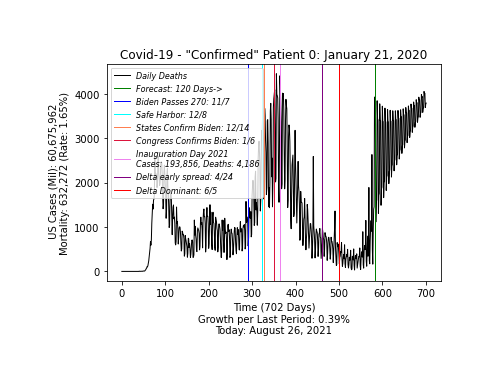 Covid-19 - "Confirmed" Patient 0: January 21, 2020
US Cases (Mil): 60,675,962
Mortality: 632,272 (Rate: 1.65%)
4000
3000
2000
1000
0
Daily Deaths
Forecast: 120 Days->
Biden Passes 270: 11/7
Safe Harbor: 12/8
States Confirm Biden: 12/14
Congress Confirms Biden: 1/6
Inauguration Day 2021
Cases 193,856, Deaths: 4,186
Delta early spread: 4/24
Delta Dominant: 6/5
0 100 200 300 400 500 600 700
Time (702 Days)
Growth per Last Period: 0.39%
Today: August 26, 2021